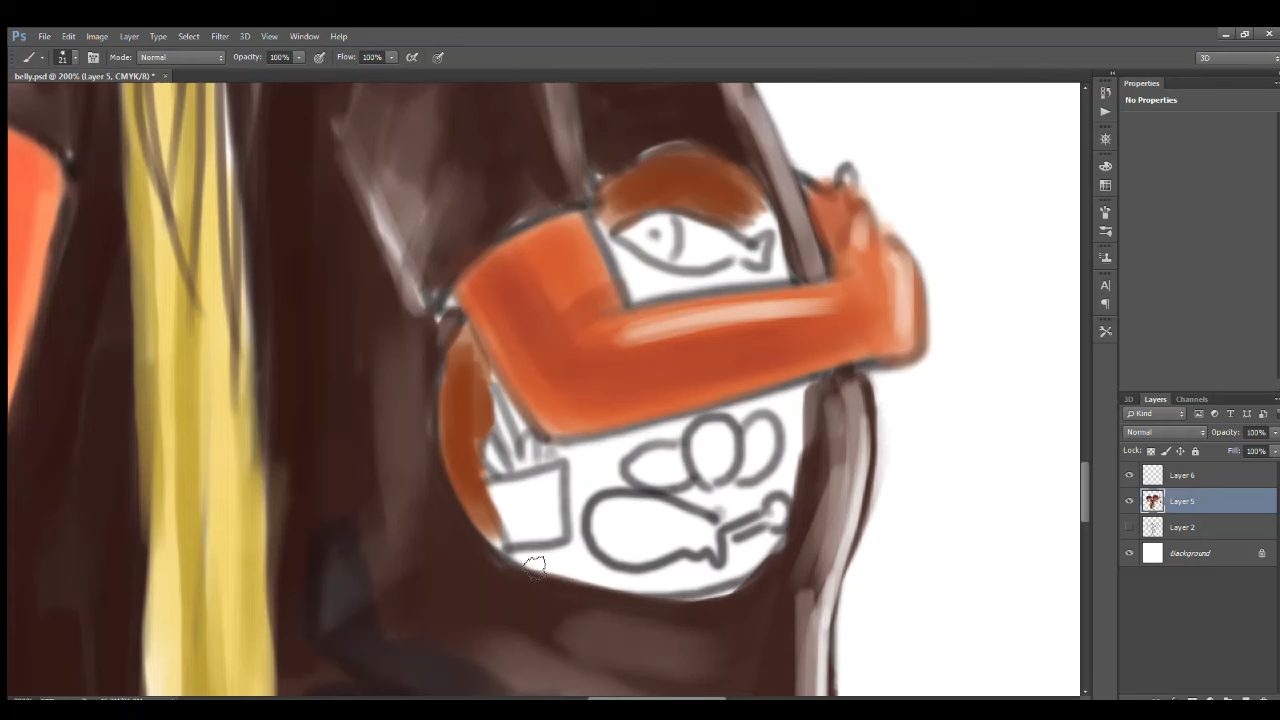 Ps File Edit Image Layer Type Select Filter 3D View Window Help
21 Mode: Normal Opacity: 100% Flow: 100% 3D
belly.psd @ 200% (Layer 5, CMYK/8) * ×
Properties
No Properties
3D Layers Channels
Kind
Normal Opacity: 100%
Lock: Fill: 100%
Layer 6
Layer 5
Layer 2
Background